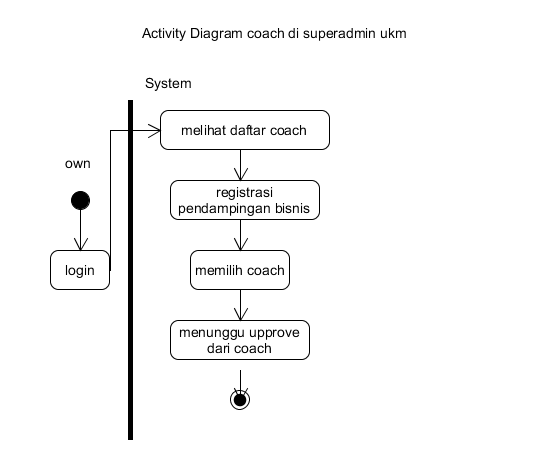 Activity Diagram coach di superadmin ukm
System
melihat daftar coach
own
registrasi
pendampingan bisnis
login
memilih coach
menunggu upprove
dari coach